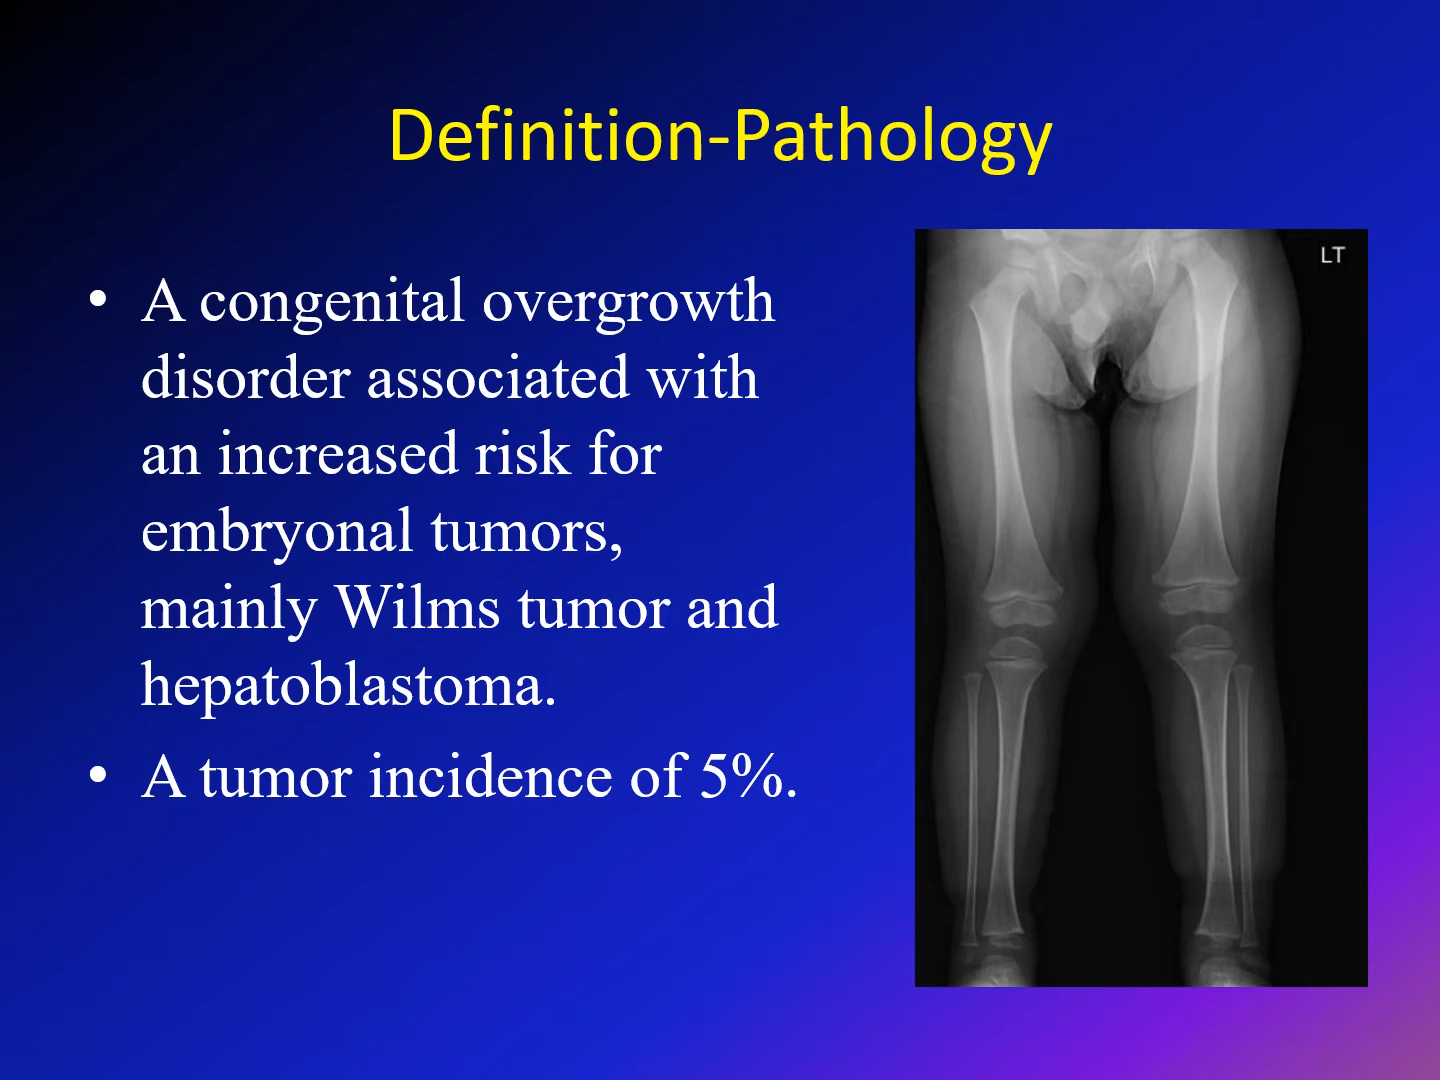 Definition-Pathology
LT
• A congenital overgrowth
disorder associated with
an increased risk for
embryonal tumors,
mainly Wilms tumor and
hepatoblastoma.
• A tumor incidence of 5%.